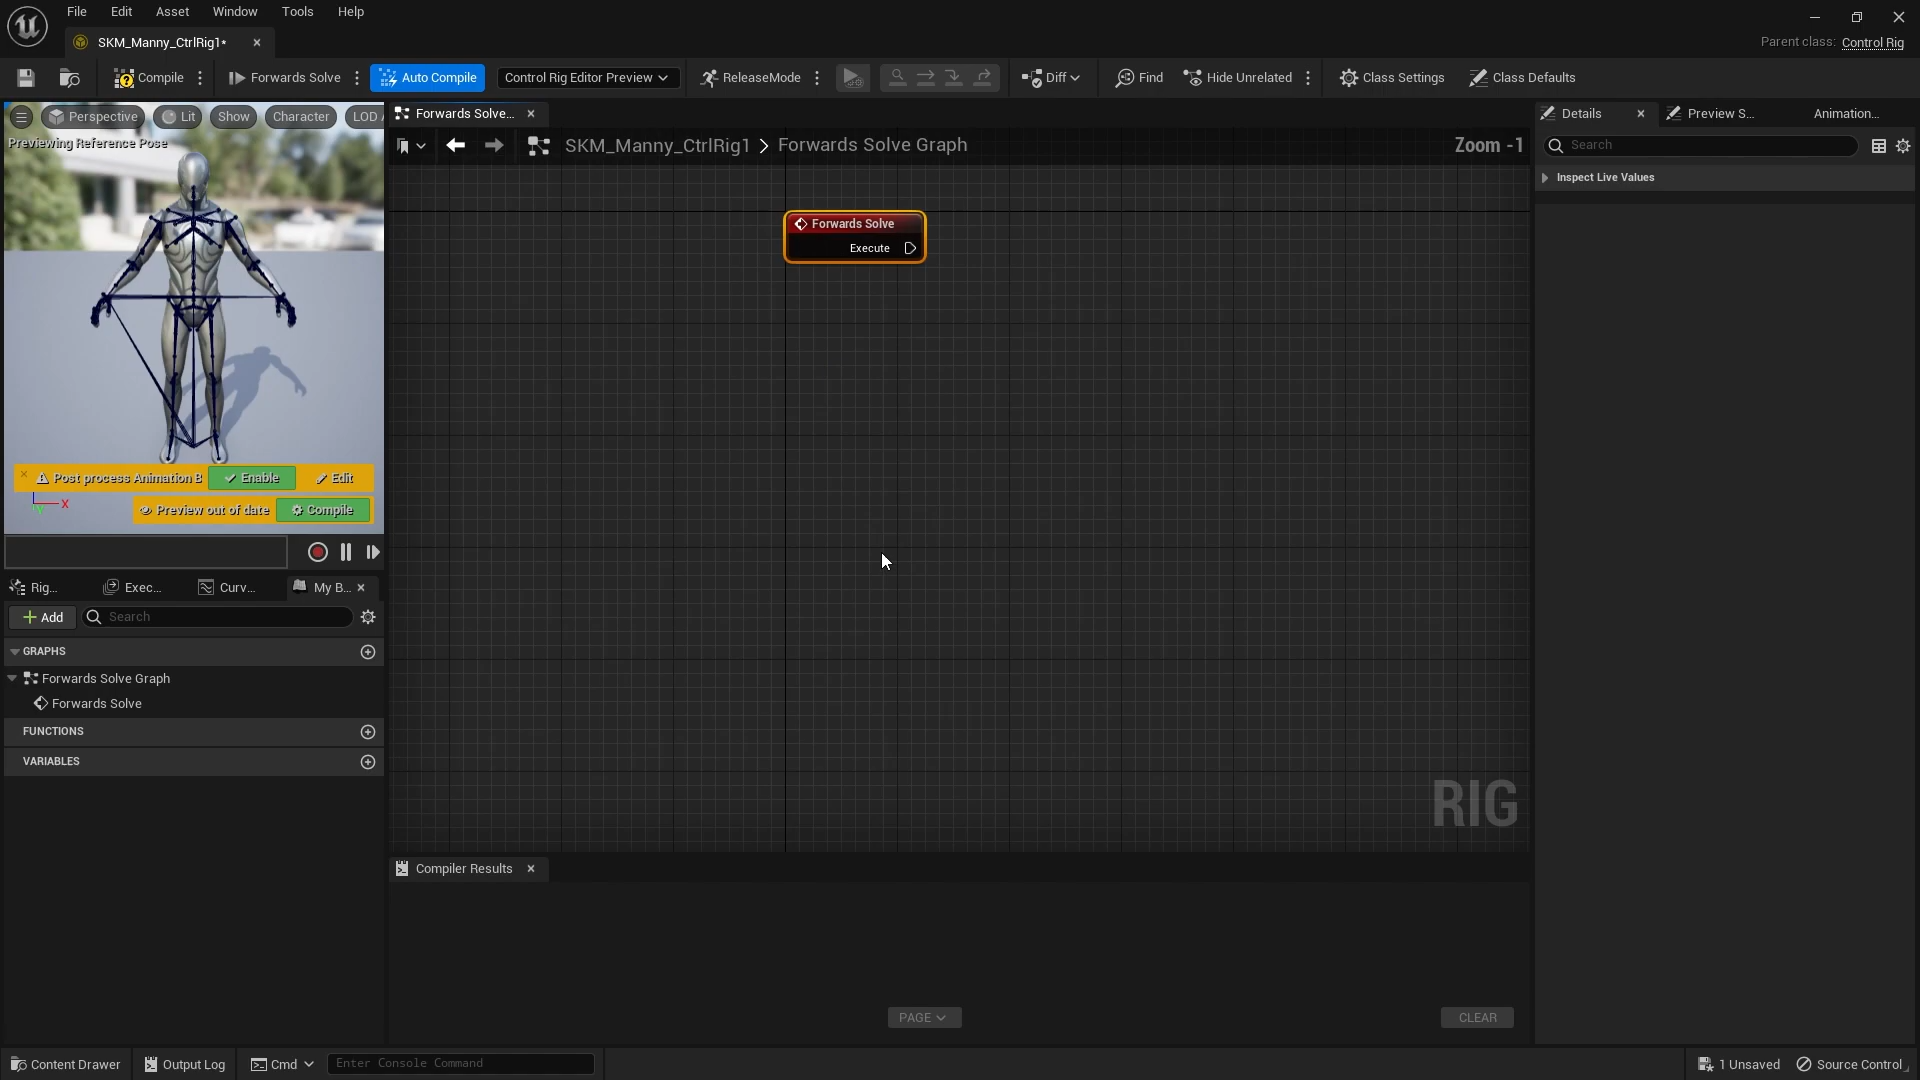 File Edit Asset Window Tools Help
SKM_Manny_CtrlRig1*
Parent class: Control Rig
Compile Forwards Solve Auto Compile Control Rig Editor Preview ReleaseMode Diff Find Hide Unrelated Class Settings Class Defaults
Perspective Lit Show Character LOD A
Previewing Reference Pose
Forwards Solve...
SKM_Manny_CtrlRig1 > Forwards Solve Graph
Zoom -1
Forwards Solve
Execute
RIG
Post process Animation B Enable Edit
Preview out of date Compile
X
Y
Rig... Exec... Curv... My B...
Add Search
GRAPHS
Forwards Solve Graph
Forwards Solve
FUNCTIONS
VARIABLES
Compiler Results
PAGE
CLEAR
Details Preview S... Animation...
Search
Inspect Live Values
Content Drawer Output Log Cmd Enter Console Command
1 Unsaved Source Control